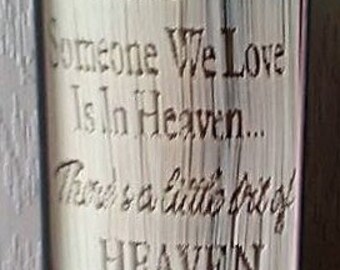 Someone We Love
Is In Heaven...
There's a little bit of
HEAVEN